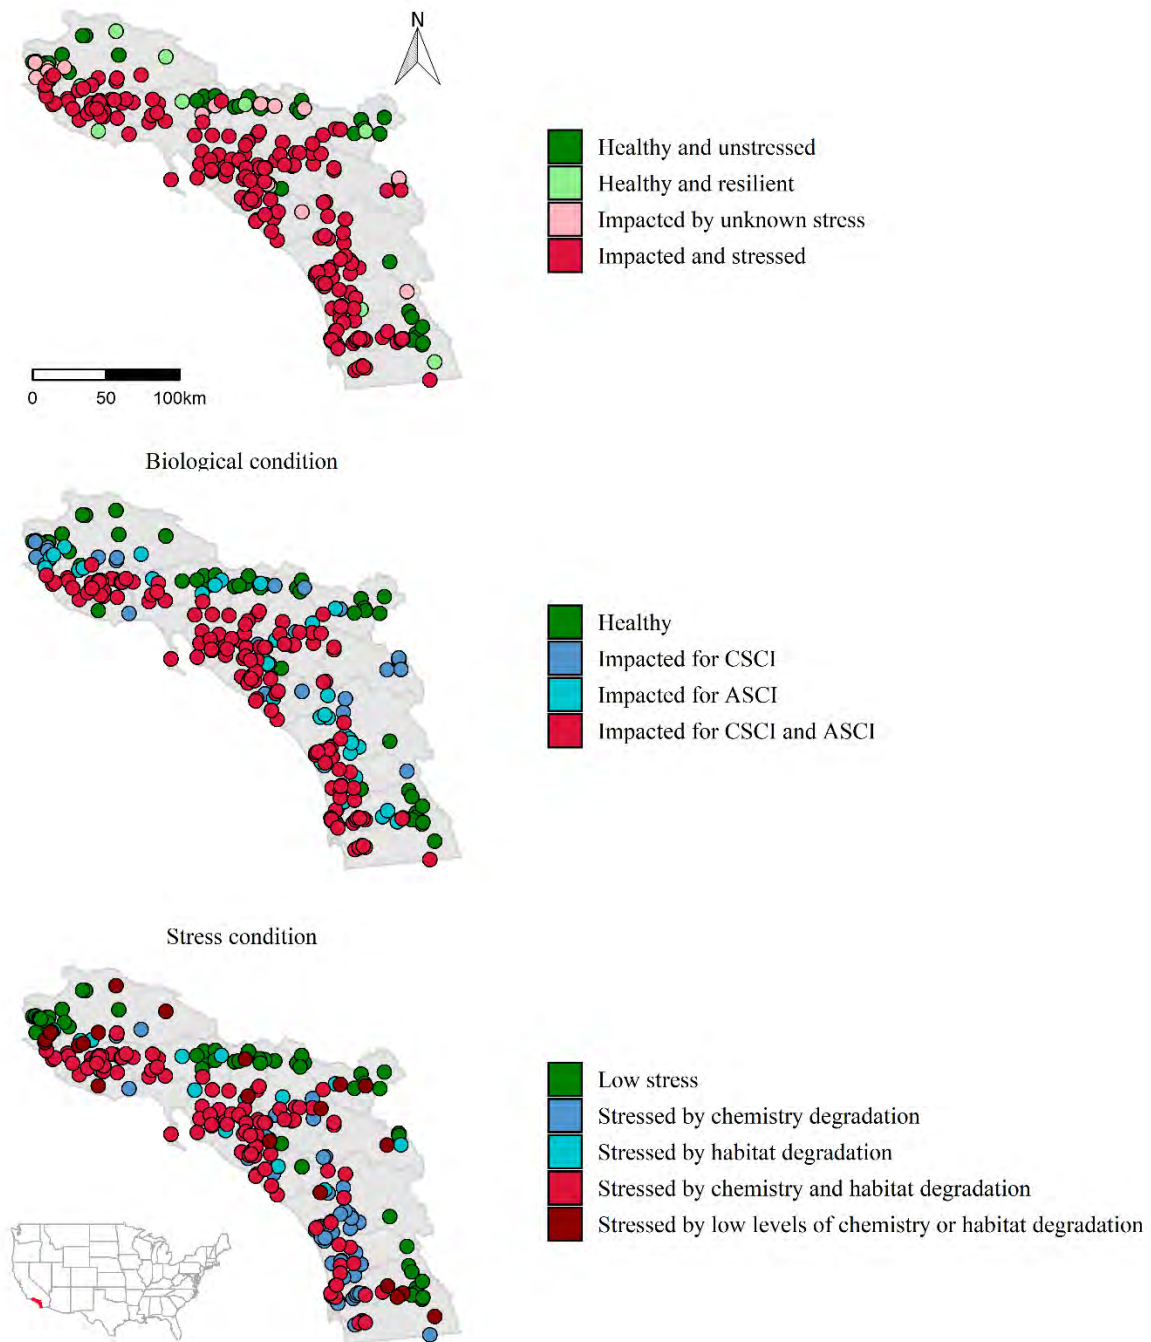 N
Healthy and unstressed
Healthy and resilient
Impacted by unknown stress
Impacted and stressed
0 50 100km
Biological condition
Healthy
Impacted for CSCI
Impacted for ASCI
Impacted for CSCI and ASCI
Stress condition
Low stress
Stressed by chemistry degradation
Stressed by habitat degradation
Stressed by chemistry and habitat degradation
Stressed by low levels of chemistry or habitat degradation